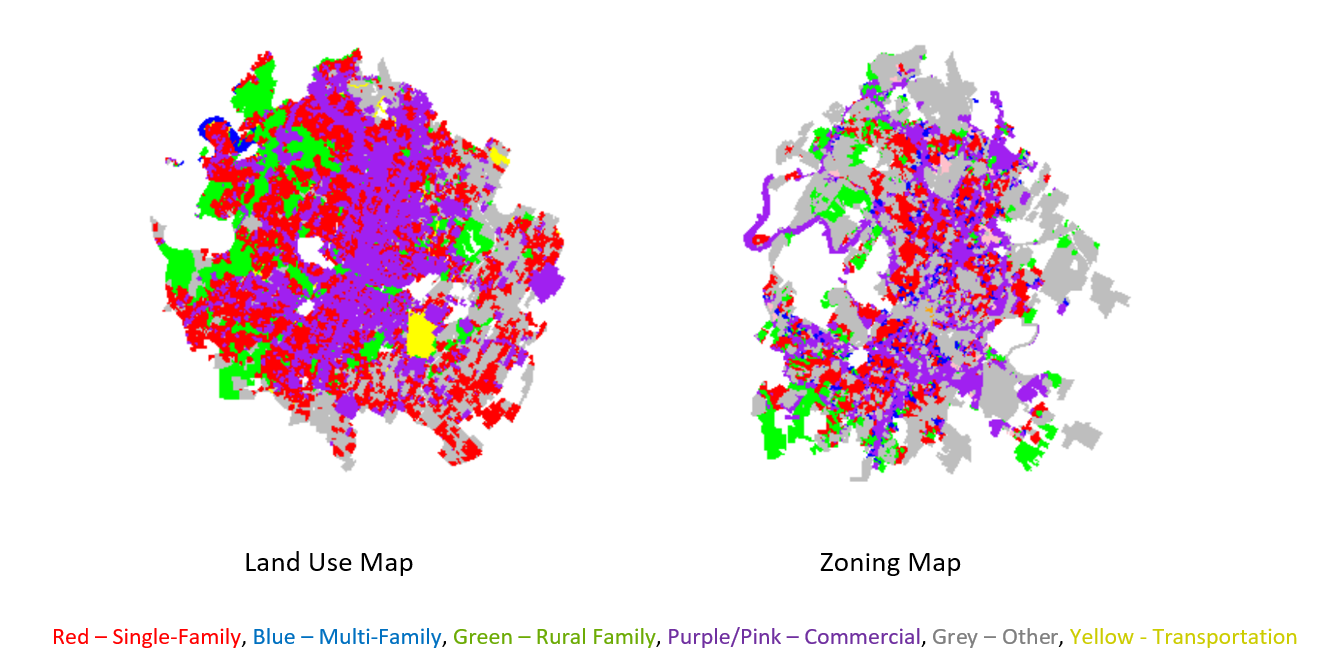 Land Use Map
Zoning Map
Red – Single-Family, Blue – Multi-Family, Green – Rural Family, Purple/Pink – Commercial, Grey – Other, Yellow - Transportation